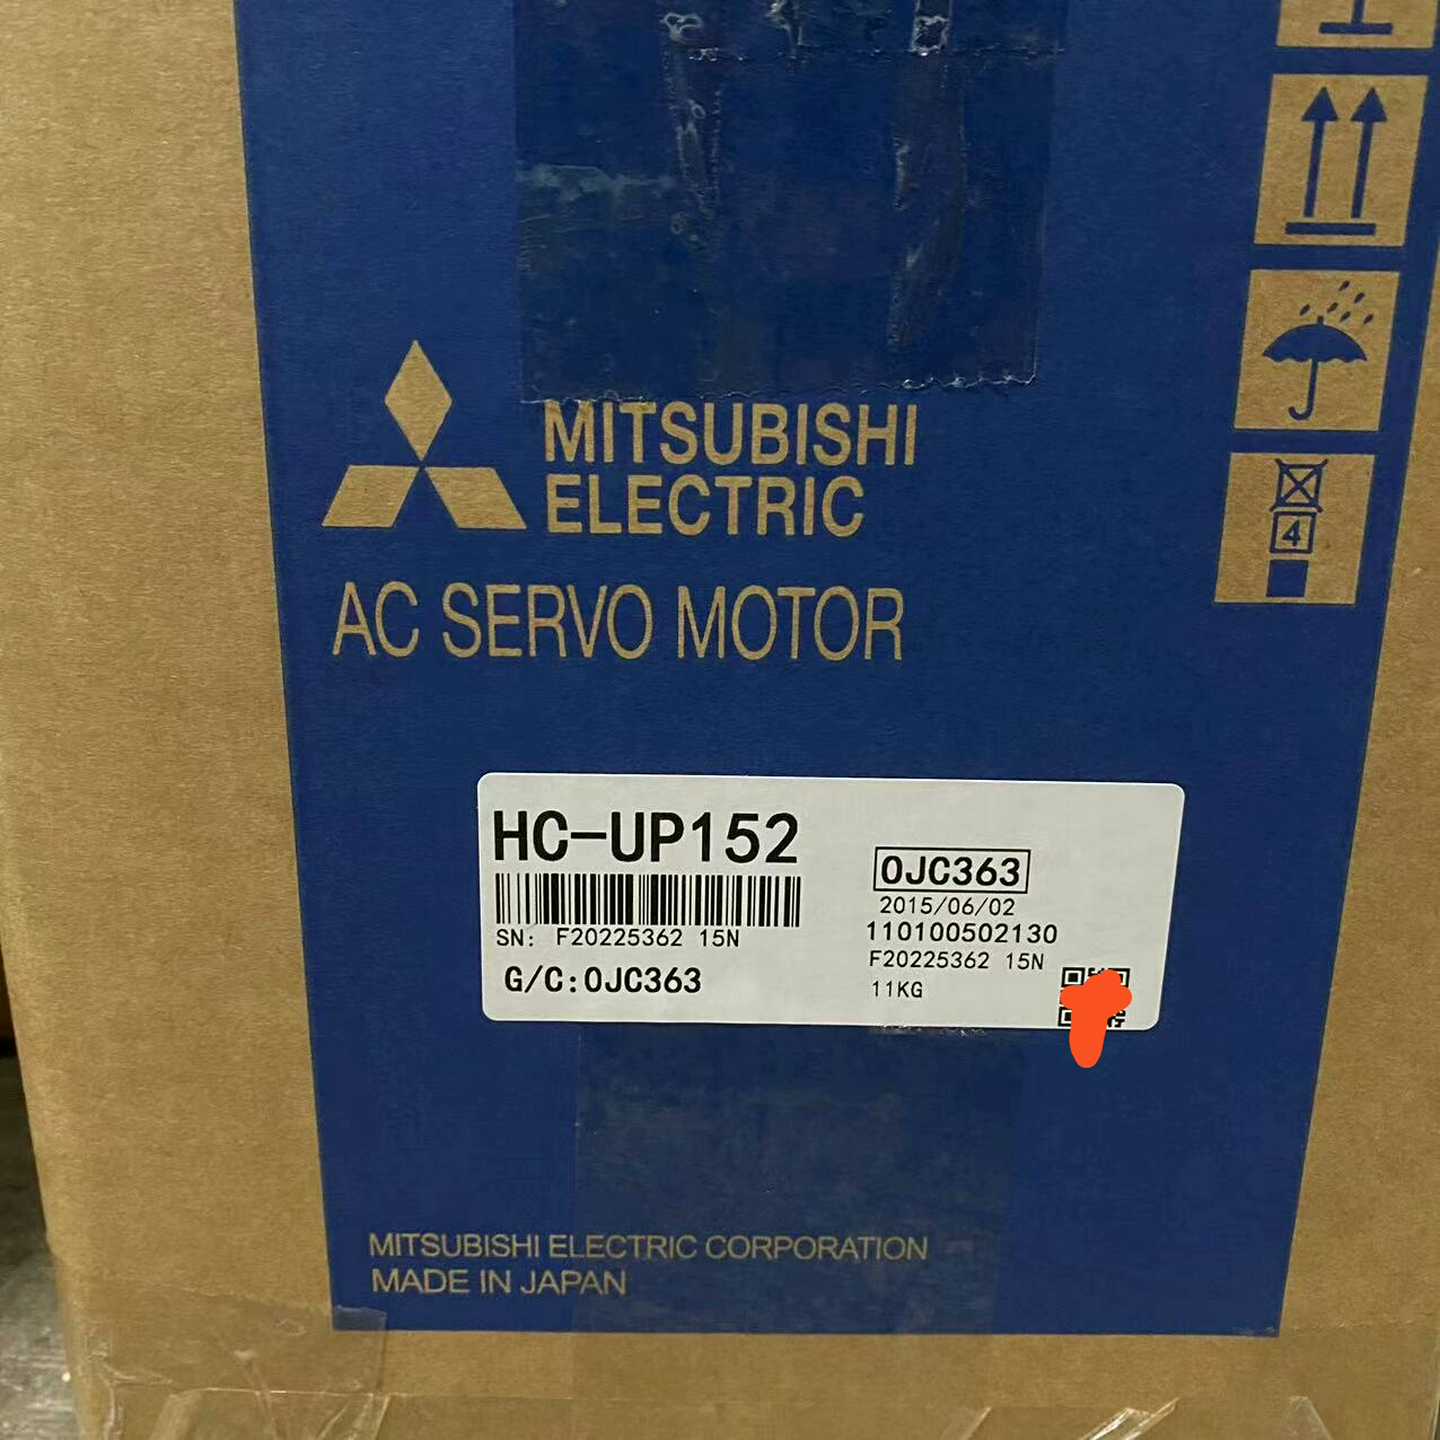 MITSUBISHI
ELECTRIC
AC SERVO MOTOR
4
HC-UP152
SN: F20225362 15N
G/C:0JC363
0JC363
2015/06/02
110100502130
F20225362 15N
11KG
MITSUBISHI ELECTRIC CORPORATION
MADE IN JAPAN